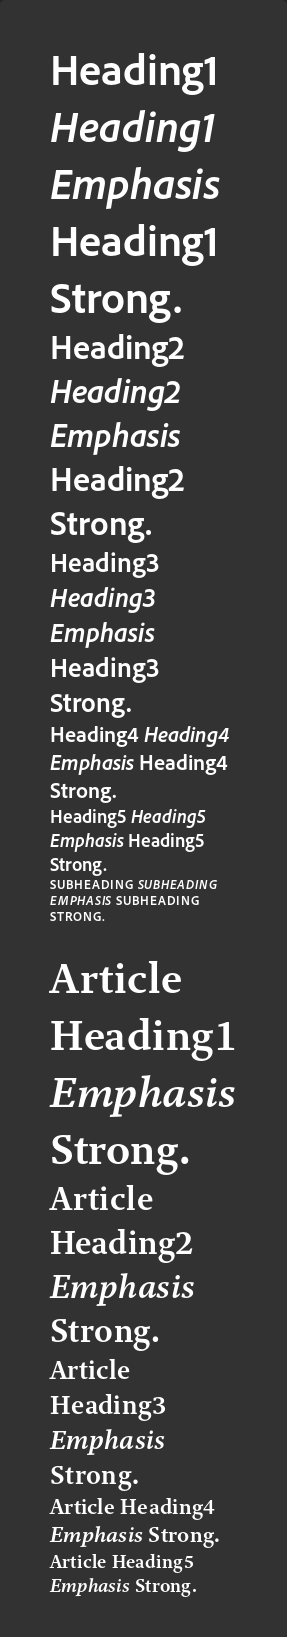 Heading1
Heading1
Emphasis
Heading1
Strong.
Heading2
Heading2
Emphasis
Heading2
Strong.
Heading3
Heading3
Emphasis
Heading3
Strong.
Heading4 Heading4
Emphasis Heading4
Strong.
Heading5 Heading5
Emphasis Heading5
Strong.
SUBHEADING SUBHEADING
EMPHASIS SUBHEADING
STRONG.
Article
Heading1
Emphasis
Strong.
Article
Heading2
Emphasis
Strong.
Article
Heading3
Emphasis
Strong.
Article Heading4
Emphasis Strong.
Article Heading5
Emphasis Strong.